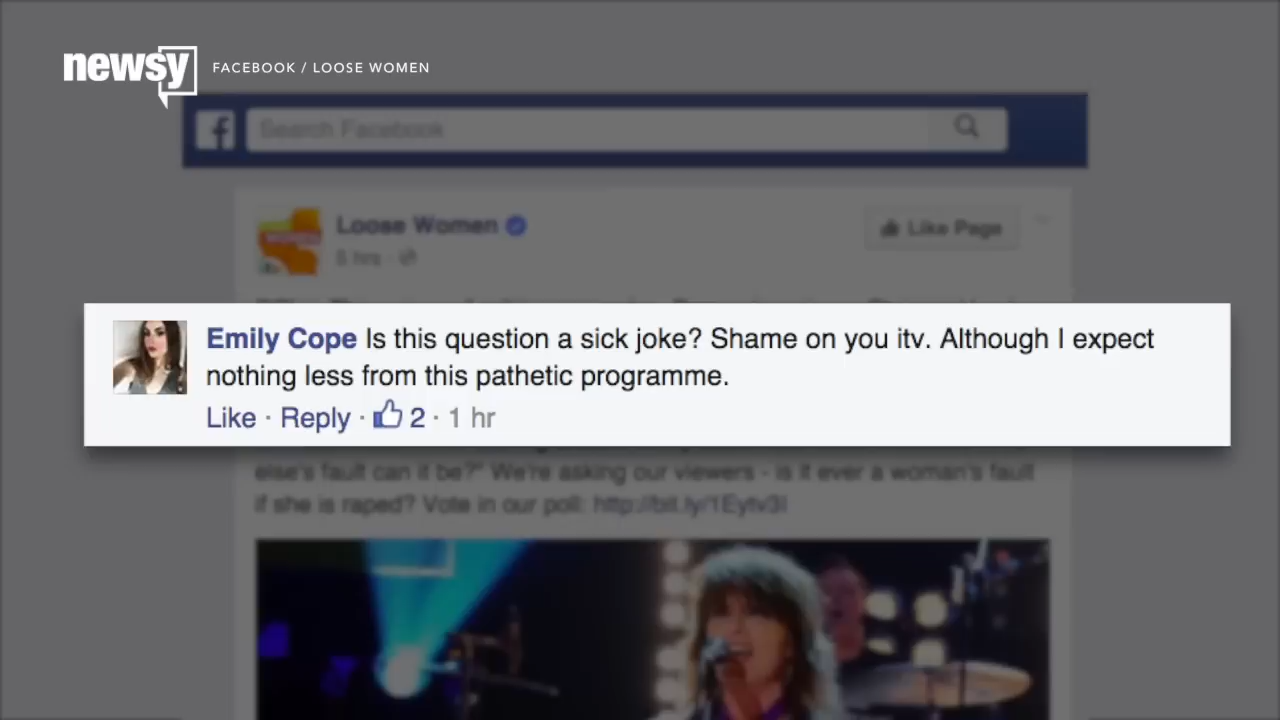 newsy
FACEBOOK / LOOSE WOMEN
f
Search Facebook
Loose Women
Like Page
5 hrs ·
Emily Cope Is this question a sick joke? Shame on you itv. Although I expect
nothing less from this pathetic programme.
Like · Reply · 2 · 1 hr
else's fault can it be?" We're asking our viewers - is it ever a woman's fault
if she is raped? Vote in our poll: http://bit.ly/1Eytv3l